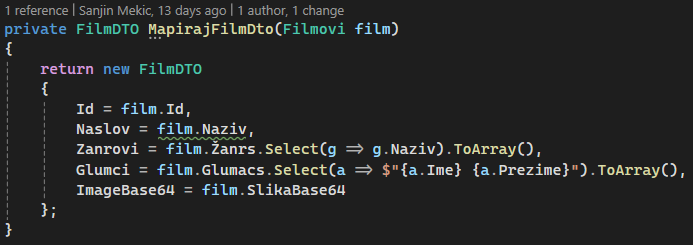 1 reference | Sanjin Mekic, 13 days ago | 1 author, 1 change
private FilmDTO MapirajFilmDto(Filmovi film)
{
    return new FilmDTO
    {
        Id = film.Id,
        Naslov = film.Naziv,
        Zanrovi = film.Žanrs.Select(g => g.Naziv).ToArray(),
        Glumci = film.Glumacs.Select(a => $"{a.Ime} {a.Prezime}").ToArray(),
        ImageBase64 = film.SlikaBase64
    };
}